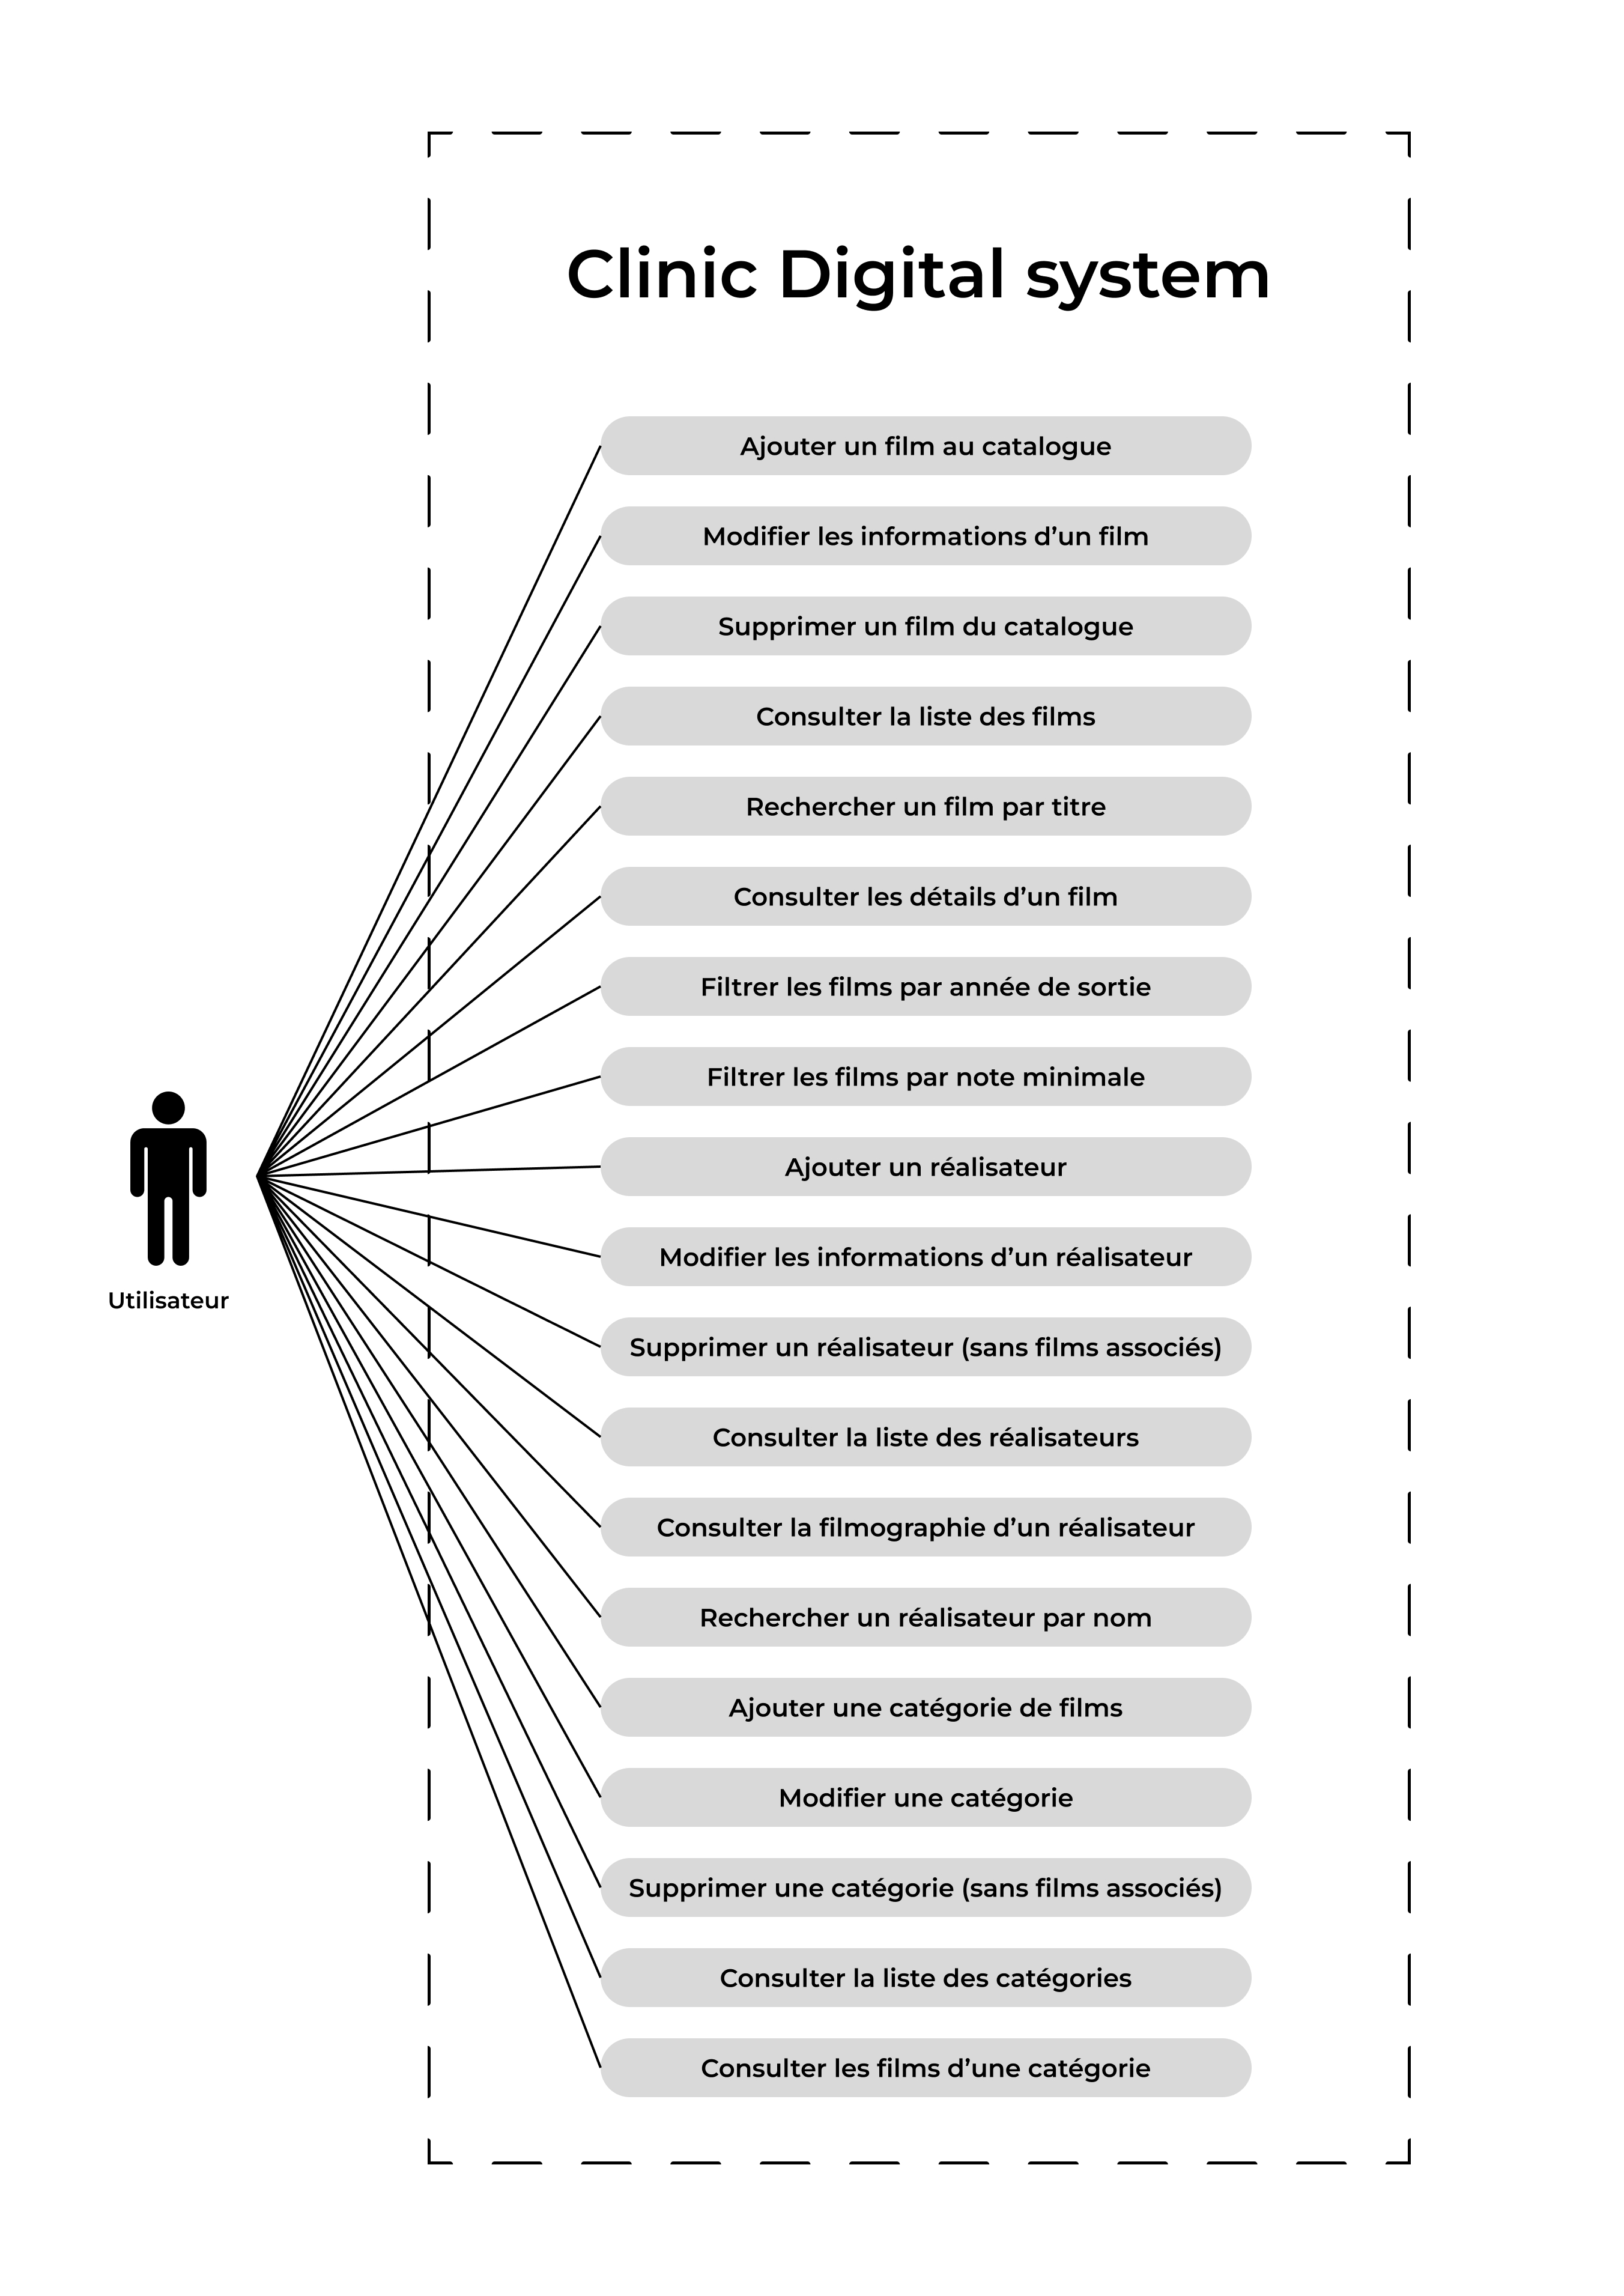 Clinic Digital system
Ajouter un film au catalogue
Modifier les informations d’un film
Supprimer un film du catalogue
Consulter la liste des films
Rechercher un film par titre
Consulter les détails d’un film
Filtrer les films par année de sortie
Filtrer les films par note minimale
Ajouter un réalisateur
Modifier les informations d’un réalisateur
Utilisateur
Supprimer un réalisateur (sans films associés)
Consulter la liste des réalisateurs
Consulter la filmographie d’un réalisateur
Rechercher un réalisateur par nom
Ajouter une catégorie de films
Modifier une catégorie
Supprimer une catégorie (sans films associés)
Consulter la liste des catégories
Consulter les films d’une catégorie